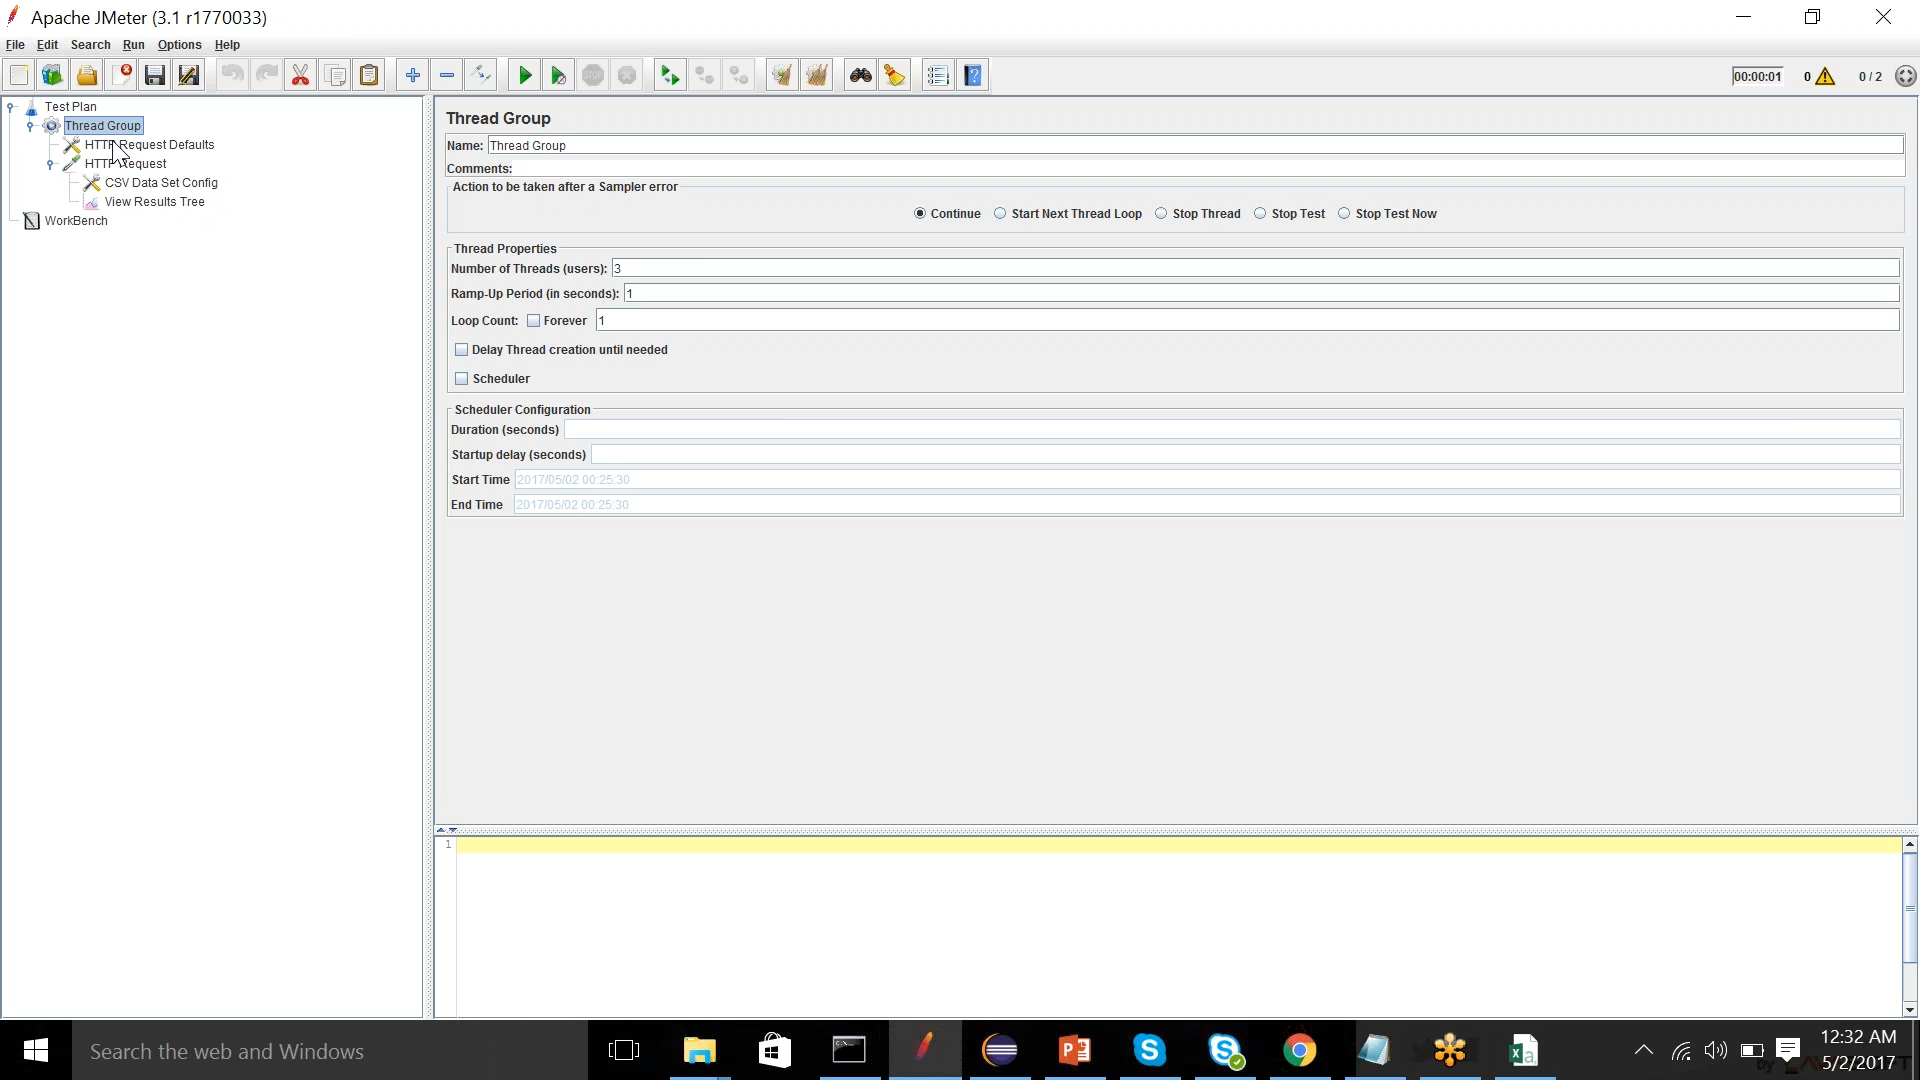 Apache JMeter (3.1 r1770033)
File Edit Search Run Options Help
STOP
00:00:01 0 0 / 2
Test Plan
Thread Group
HTTP Request Defaults
HTTP Request
CSV Data Set Config
View Results Tree
WorkBench
Thread Group
Name: Thread Group
Comments:
Action to be taken after a Sampler error
Continue Start Next Thread Loop Stop Thread Stop Test Stop Test Now
Thread Properties
Number of Threads (users): 3
Ramp-Up Period (in seconds): 1
Loop Count: Forever 1
Delay Thread creation until needed
Scheduler
Scheduler Configuration
Duration (seconds)
Startup delay (seconds)
Start Time 2017/05/02 00:25:30
End Time 2017/05/02 00:25:30
1
Search the web and Windows
12:32 AM
5/2/2017